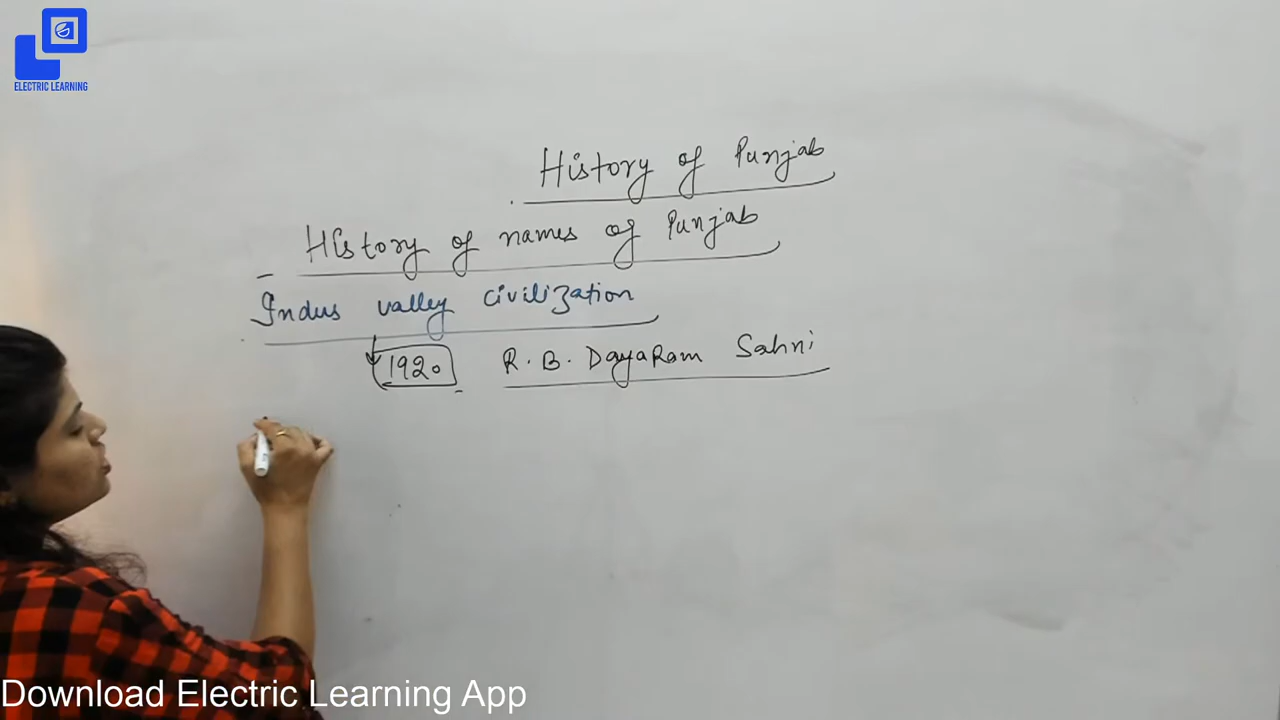 ELECTRIC LEARNING
History of Punjab
History of names of Punjab
Indus valley civilization
1920 R.B. DayaRam Sahni
Download Electric Learning App